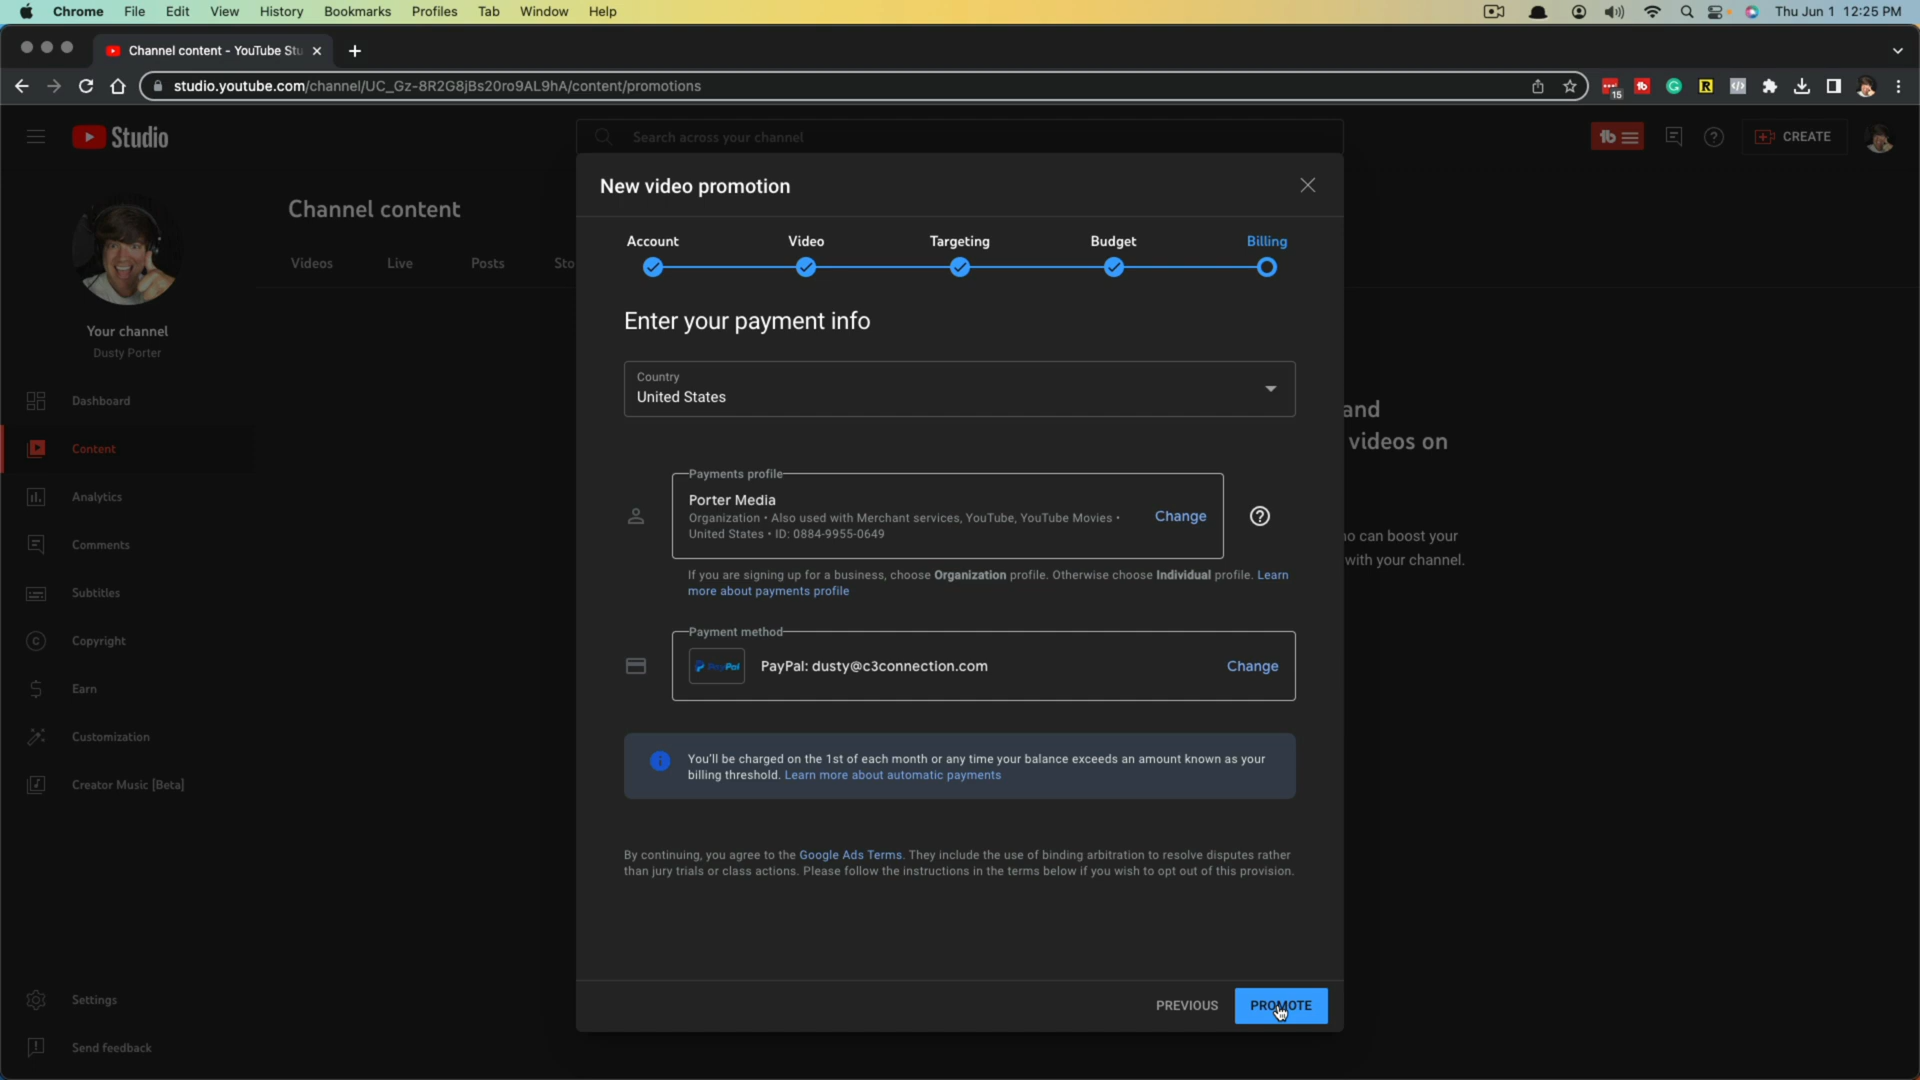 Chrome File Edit View History Bookmarks Profiles Tab Window Help
Thu Jun 1 12:25 PM
Channel content - YouTube Stu
studio.youtube.com/channel/UC_Gz-8R2G8jBs20ro9AL9hA/content/promotions
15
Studio
Search across your channel
CREATE
Your channel
Dusty Porter
Dashboard
Content
Analytics
Comments
Subtitles
Copyright
Earn
Customization
Creator Music [Beta]
Settings
Send feedback
Channel content
Videos Live Posts Sto
and
videos on
no can boost your
with your channel.
New video promotion
Account Video Targeting Budget Billing
Enter your payment info
Country
United States
Payments profile
Porter Media
Organization • Also used with Merchant services, YouTube, YouTube Movies •
United States • ID: 0884-9955-0649
Change
If you are signing up for a business, choose Organization profile. Otherwise choose Individual profile. Learn
more about payments profile
Payment method
PayPal
PayPal: dusty@c3connection.com
Change
You'll be charged on the 1st of each month or any time your balance exceeds an amount known as your
billing threshold. Learn more about automatic payments
By continuing, you agree to the Google Ads Terms. They include the use of binding arbitration to resolve disputes rather
than jury trials or class actions. Please follow the instructions in the terms below if you wish to opt out of this provision.
PREVIOUS
PROMOTE